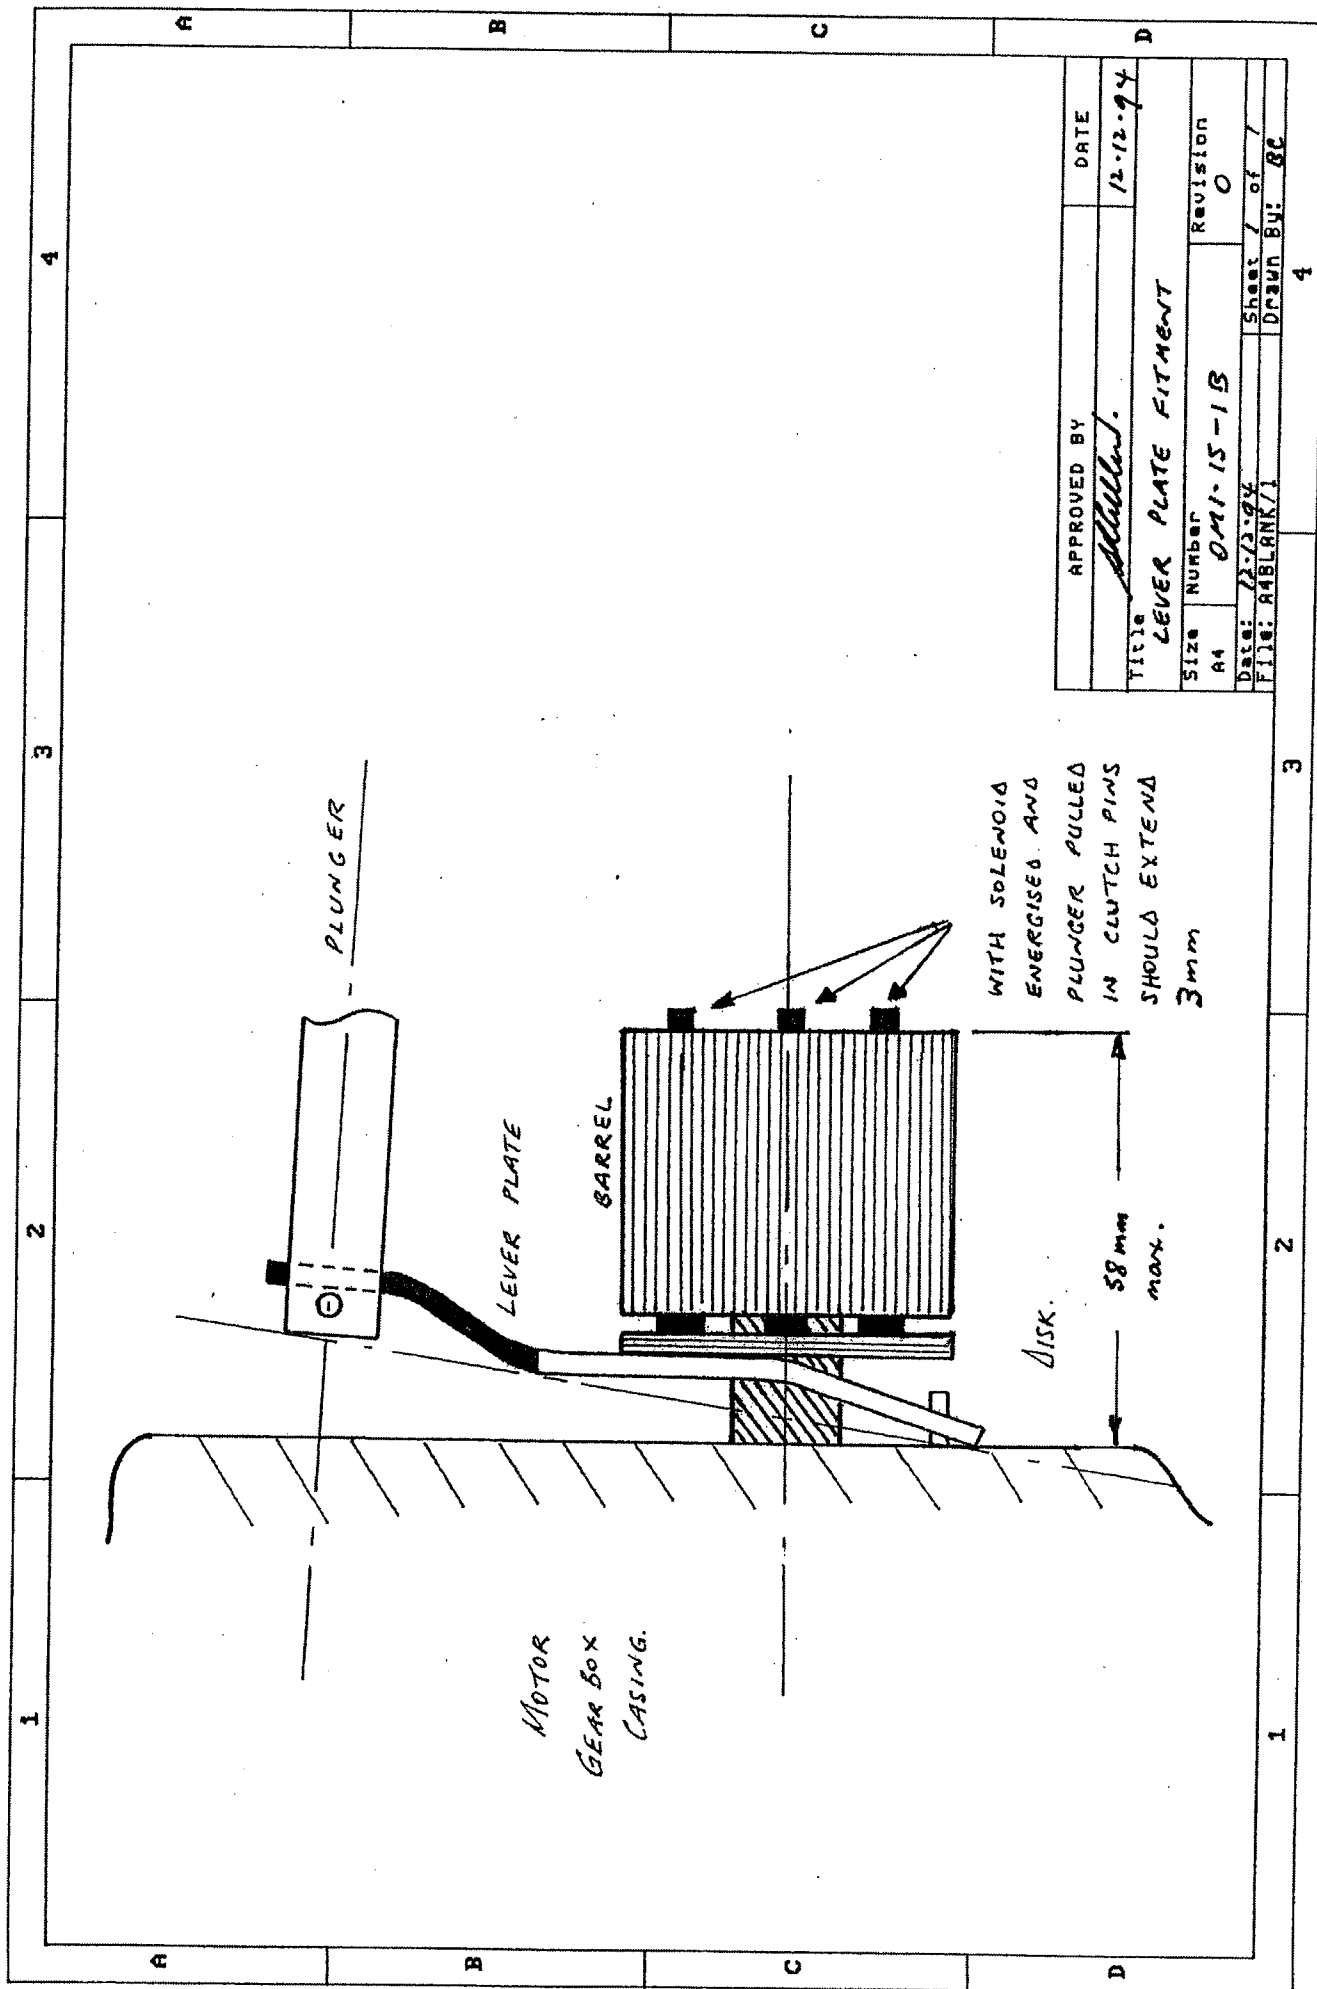 1
2
3
4
A
B
C
D
A
B
C
D
1
2
3
4
PLUNGER
LEVER PLATE
BARREL
MOTOR
GEAR BOX
CASING.
DISK.
58mm
max.
WITH SOLENOID
ENERGISED AND
PLUNGER PULLED
IN CLUTCH PINS
SHOULD EXTEND
3mm
APPROVED BY DATE
12.12.94
Title
LEVER PLATE FITMENT
Size Number Revision
A4 OM1-15-1B 0
Date: 12.12.94 Sheet 1 of 1
File: A4BLANK/1 Drawn By: BC